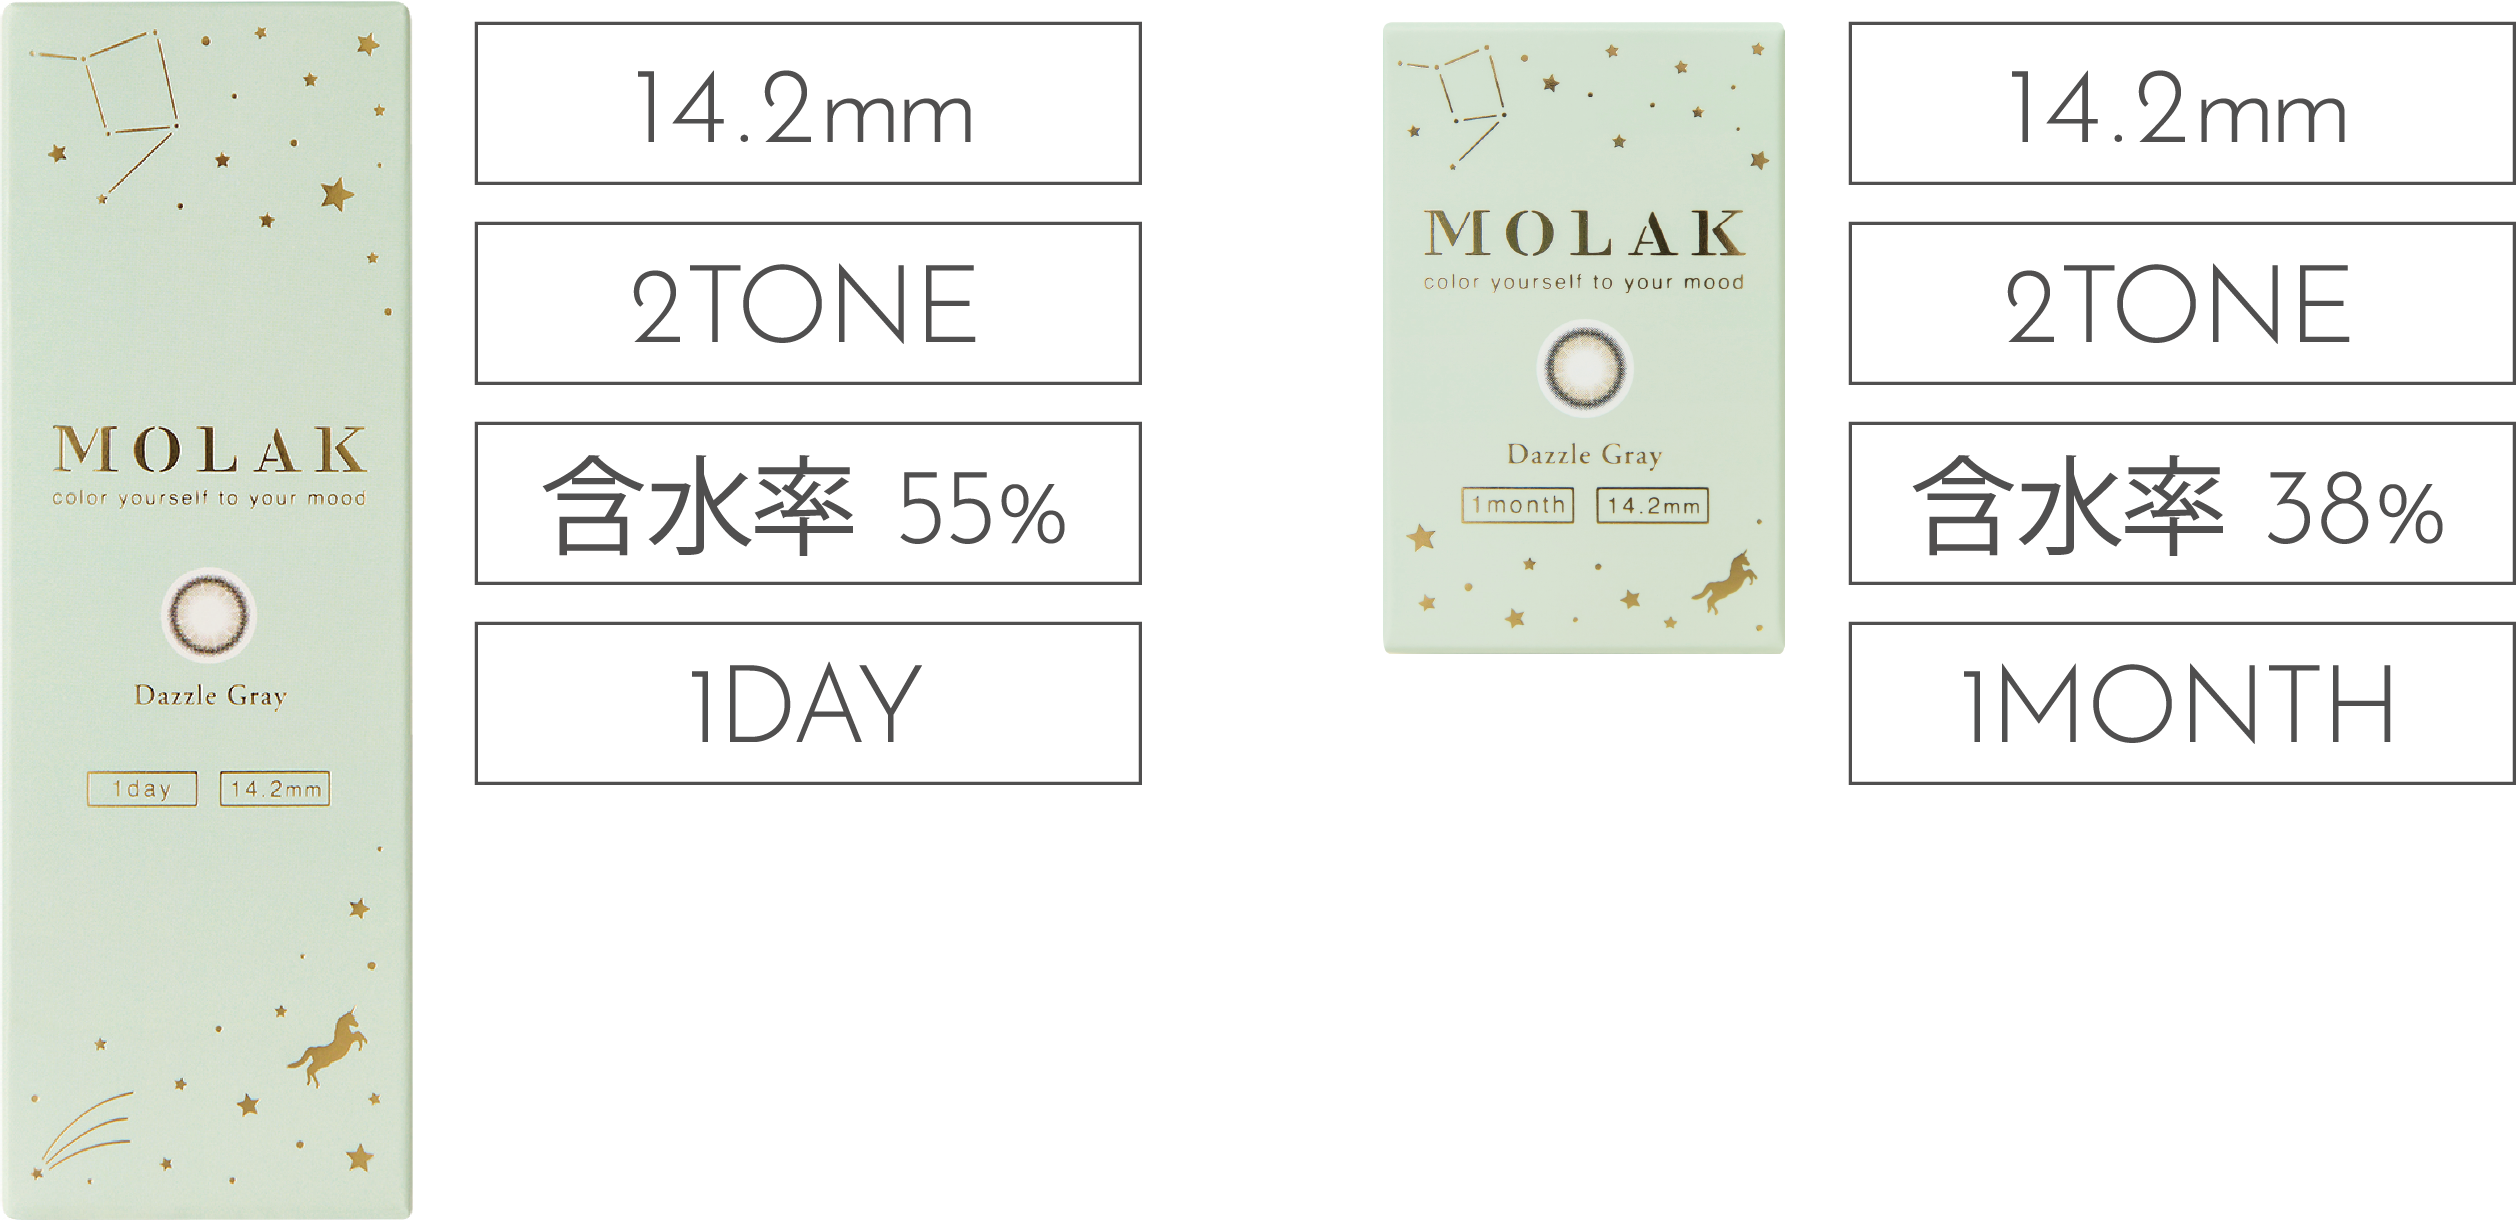 MOLAK
color yourself to your mood
Dazzle Gray
1day 14.2mm
14.2mm
2TONE
含水率 55%
1DAY
MOLAK
color yourself to your mood
Dazzle Gray
1month 14.2mm
14.2mm
2TONE
含水率 38%
1MONTH